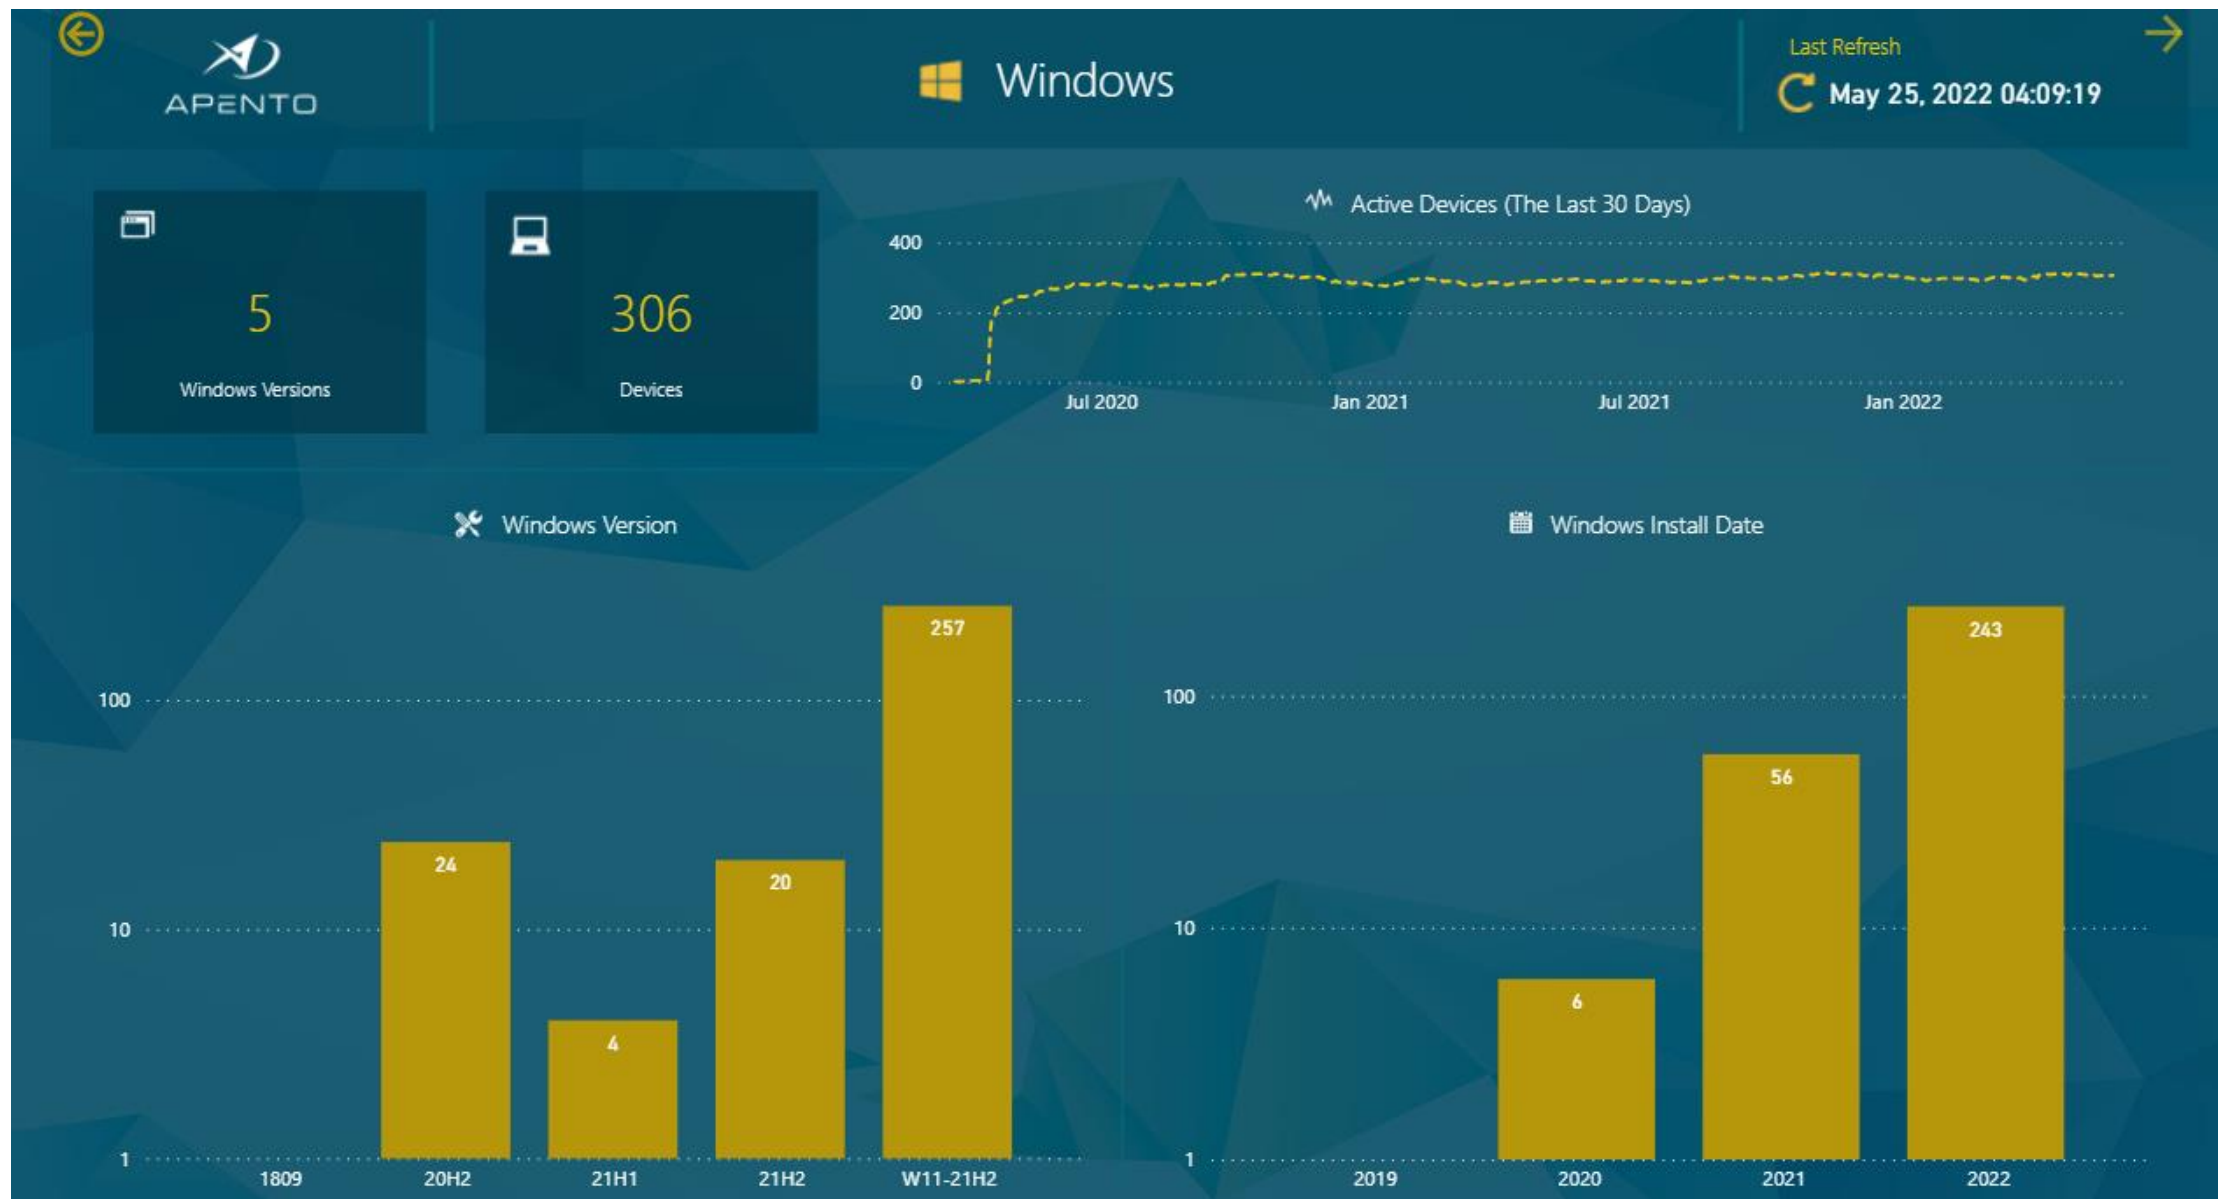 APENTO
Windows
Last Refresh
May 25, 2022 04:09:19
5
Windows Versions
306
Devices
Active Devices (The Last 30 Days)
400
200
0
Jul 2020
Jan 2021
Jul 2021
Jan 2022
Windows Version
100
10
1
257
24
20
4
1809
20H2
21H1
21H2
W11-21H2
Windows Install Date
100
10
1
243
56
6
2019
2020
2021
2022